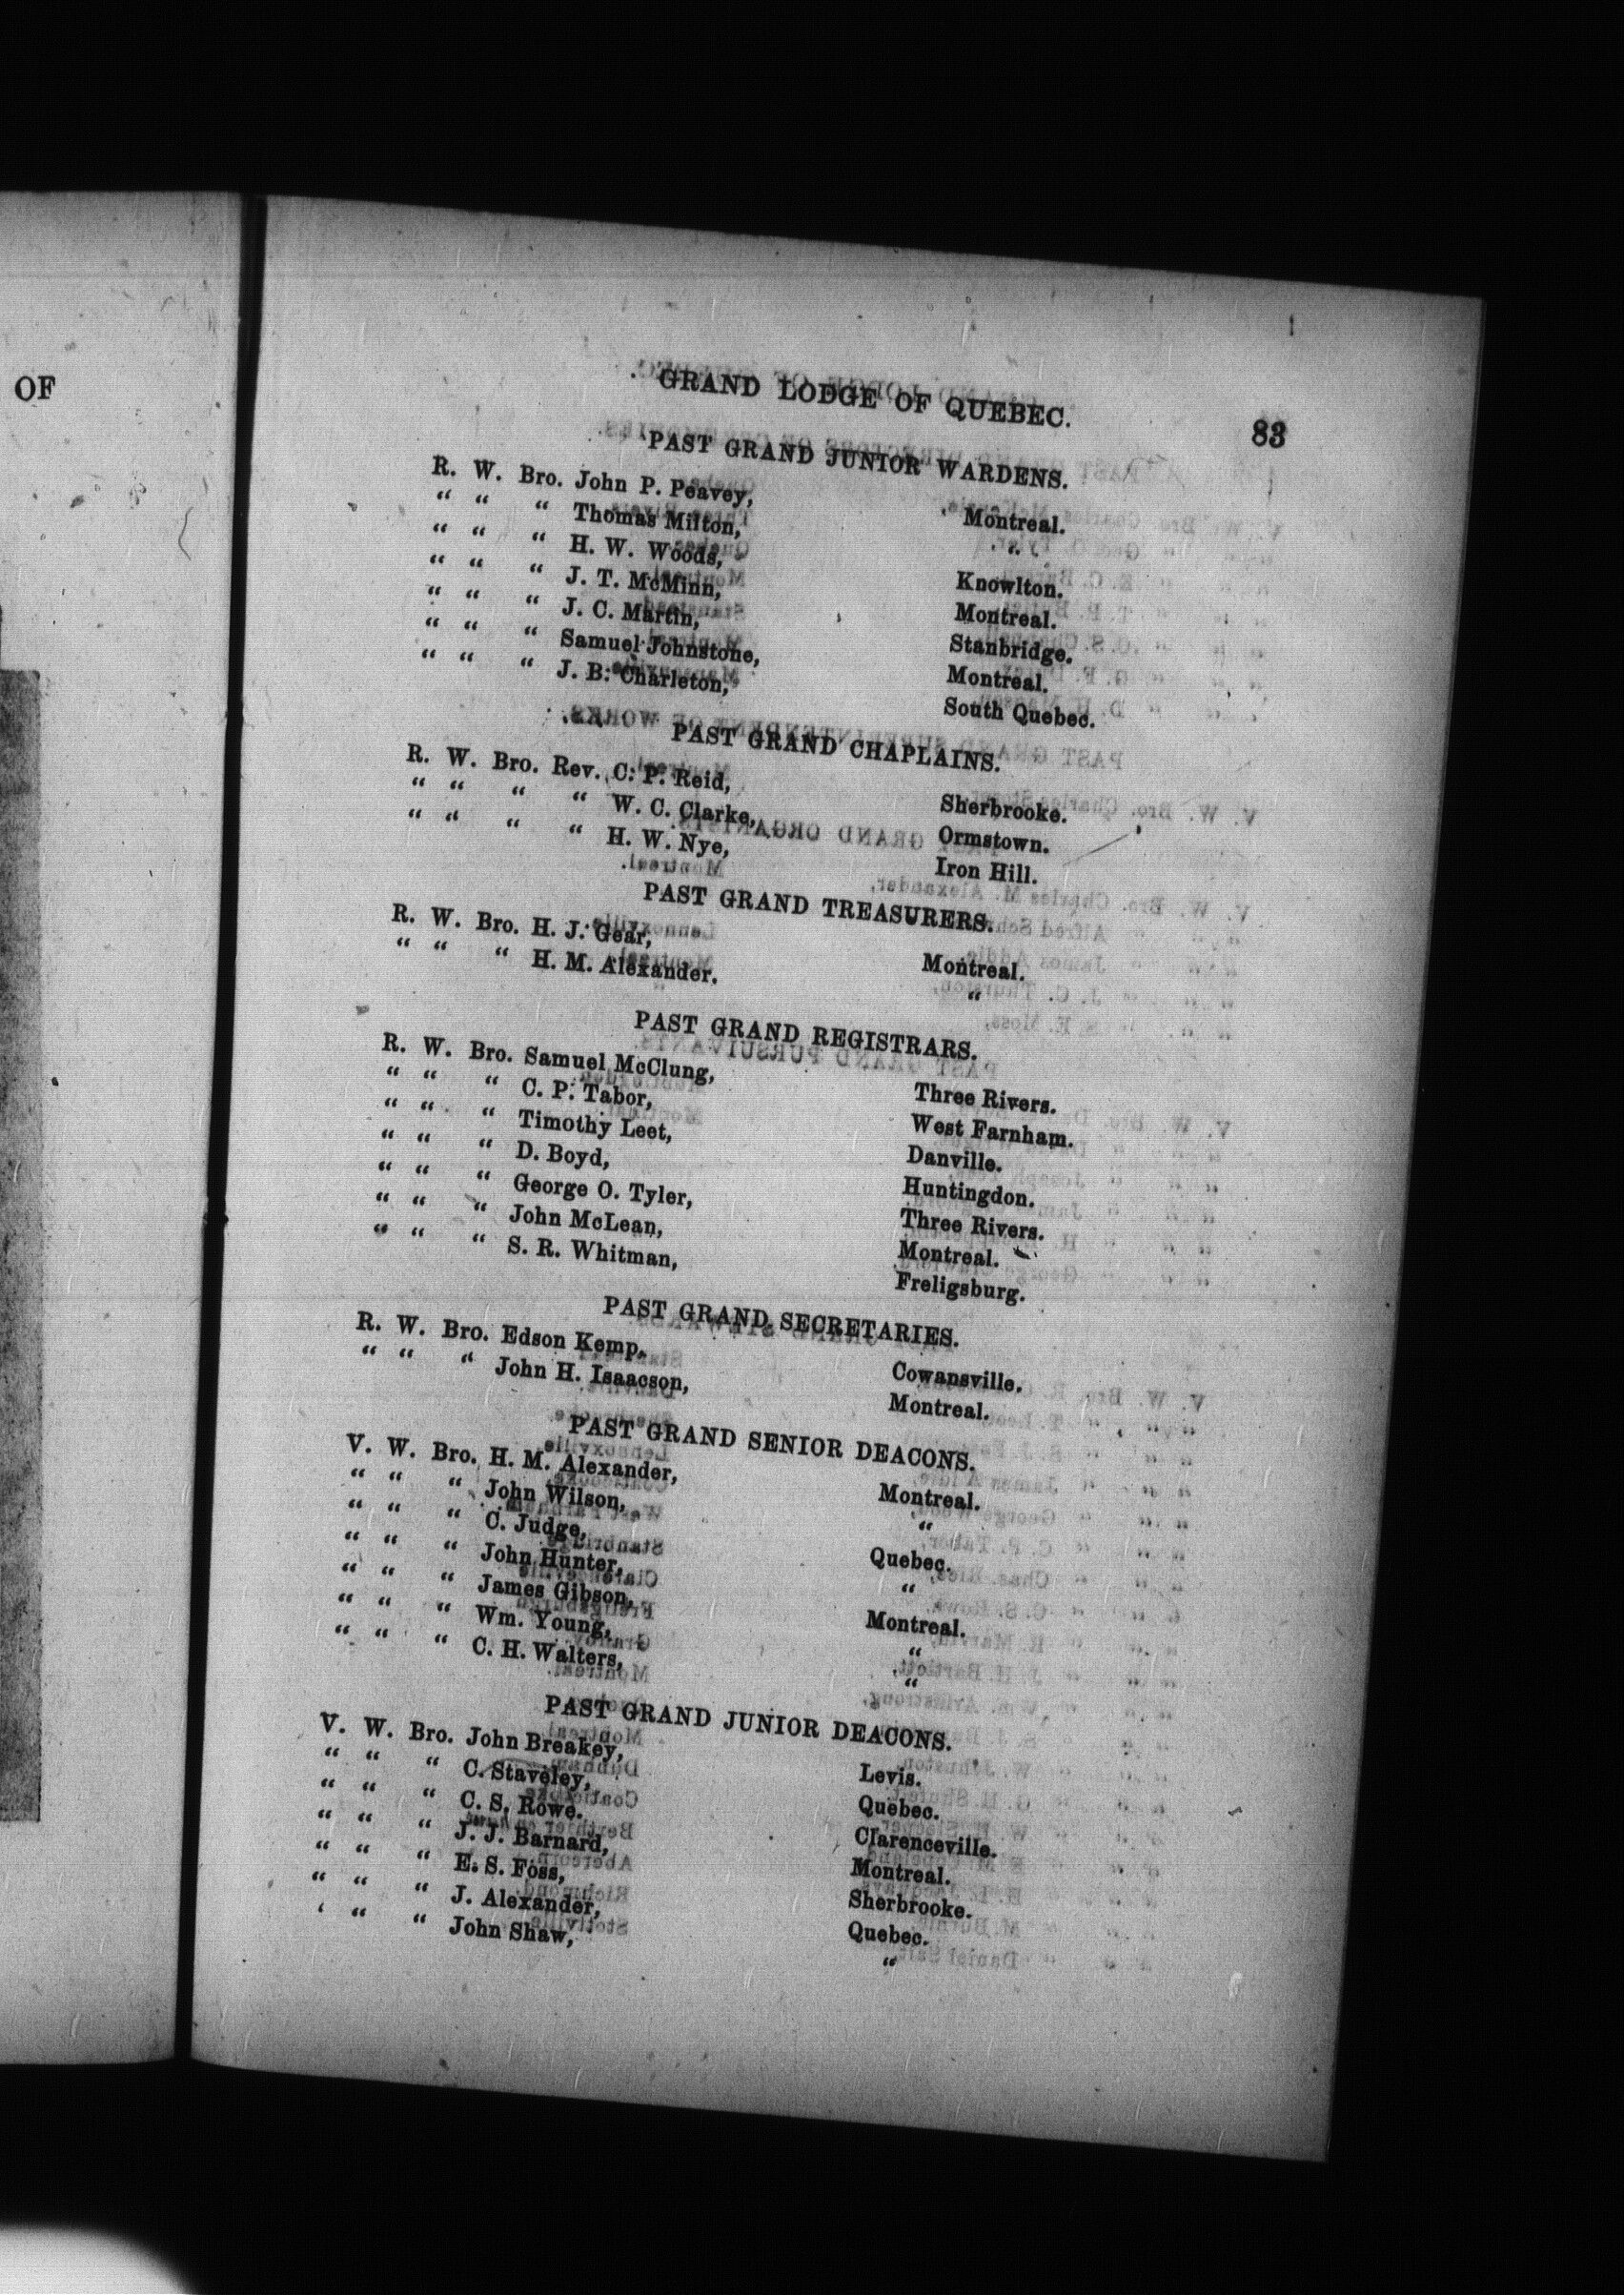 OF
GRAND LODGE OF QUEBEC. 83
PAST GRAND JUNIOR WARDENS.
R. W. Bro. John P. Peavey, Montreal.
“ “ “ Thomas Milton, “
“ “ “ H. W. Woods, Knowlton.
“ “ “ J. T. McMinn, Montreal.
“ “ “ J. C. Martin, Stanbridge.
“ “ “ Samuel Johnstone, Montreal.
“ “ “ J. B. Charleton, South Quebec.
PAST GRAND CHAPLAINS.
R. W. Bro. Rev. C. P. Reid, Sherbrooke.
“ “ “ “ W. C. Clarke, Ormstown.
“ “ “ “ H. W. Nye, Iron Hill.
PAST GRAND TREASURERS.
R. W. Bro. H. J. Gear, Montreal.
“ “ “ H. M. Alexander. “
PAST GRAND REGISTRARS.
R. W. Bro. Samuel McClung, Three Rivers.
“ “ “ C. P. Tabor, West Farnham.
“ “ “ Timothy Leet, Danville.
“ “ “ D. Boyd, Huntingdon.
“ “ “ George O. Tyler, Three Rivers.
“ “ “ John McLean, Montreal.
“ “ “ S. R. Whitman, Freligsburg.
PAST GRAND SECRETARIES.
R. W. Bro. Edson Kemp, Cowansville.
“ “ “ John H. Isaacson, Montreal.
PAST GRAND SENIOR DEACONS.
V. W. Bro. H. M. Alexander, Montreal.
“ “ “ John Wilson, “
“ “ “ C. Judge, Quebec.
“ “ “ John Hunter, “
“ “ “ James Gibson, Montreal.
“ “ “ Wm. Young, “
“ “ “ C. H. Walters, “
PAST GRAND JUNIOR DEACONS.
V. W. Bro. John Breakey, Levis.
“ “ “ C. Staveley, Quebec.
“ “ “ C. S. Rowe. Clarenceville.
“ “ “ J. J. Barnard, Montreal.
“ “ “ E. S. Foss, Sherbrooke.
“ “ “ J. Alexander, Quebec.
‘ “ “ John Shaw, “